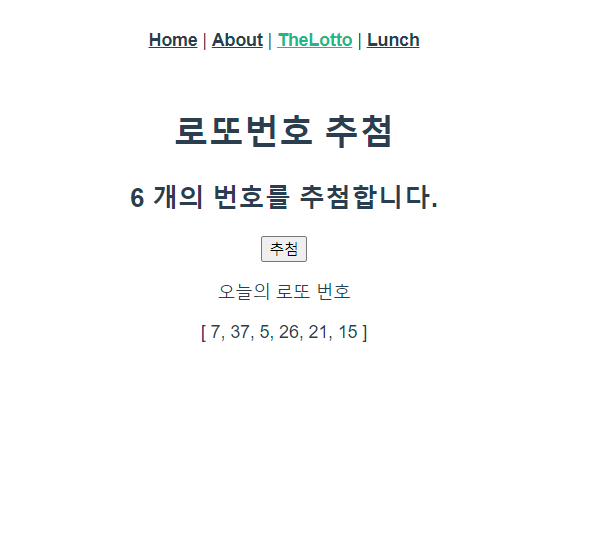 Home | About | TheLotto | Lunch
로또번호 추첨
6 개의 번호를 추첨합니다.
추첨
오늘의 로또 번호
[ 7, 37, 5, 26, 21, 15 ]